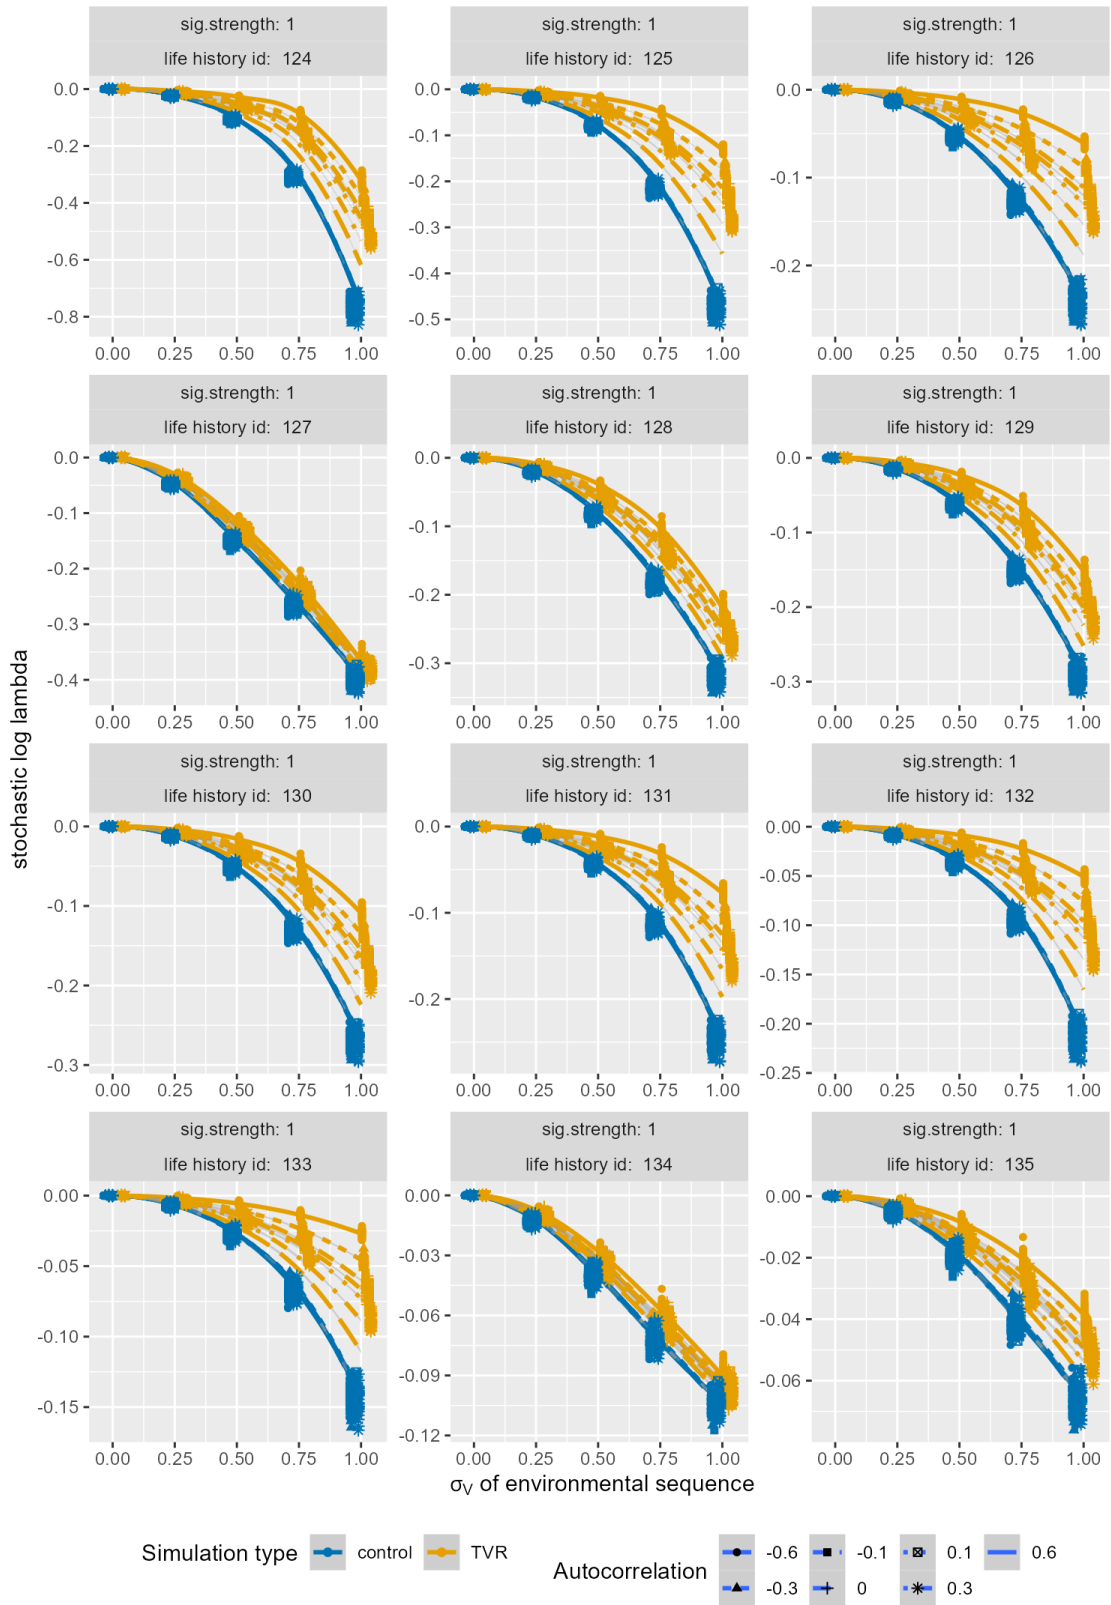 sig.strength: 1 sig.strength: 1 sig.strength: 1
life history id: 124 life history id: 125 life history id: 126
0.0 -0.2 -0.4 -0.6 -0.8
0.0 -0.1 -0.2 -0.3 -0.4 -0.5
0.0 -0.1 -0.2
0.00 0.25 0.50 0.75 1.00 0.00 0.25 0.50 0.75 1.00 0.00 0.25 0.50 0.75 1.00
sig.strength: 1 sig.strength: 1 sig.strength: 1
life history id: 127 life history id: 128 life history id: 129
0.0 -0.1 -0.2 -0.3 -0.4
0.0 -0.1 -0.2 -0.3
0.0 -0.1 -0.2 -0.3
0.00 0.25 0.50 0.75 1.00 0.00 0.25 0.50 0.75 1.00 0.00 0.25 0.50 0.75 1.00
stochastic log lambda
sig.strength: 1 sig.strength: 1 sig.strength: 1
life history id: 130 life history id: 131 life history id: 132
0.0 -0.1 -0.2 -0.3
0.0 -0.1 -0.2
0.00 -0.05 -0.10 -0.15 -0.20 -0.25
0.00 0.25 0.50 0.75 1.00 0.00 0.25 0.50 0.75 1.00 0.00 0.25 0.50 0.75 1.00
sig.strength: 1 sig.strength: 1 sig.strength: 1
life history id: 133 life history id: 134 life history id: 135
0.00 -0.05 -0.10 -0.15
0.00 -0.03 -0.06 -0.09 -0.12
0.00 -0.02 -0.04 -0.06
0.00 0.25 0.50 0.75 1.00 0.00 0.25 0.50 0.75 1.00 0.00 0.25 0.50 0.75 1.00
σV of environmental sequence
Simulation type control TVR
Autocorrelation
-0.6 -0.1 0.1 0.6
-0.3 0 0.3